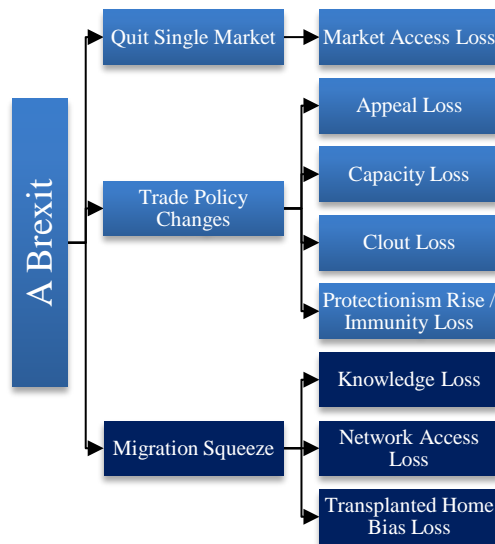 A Brexit
Quit Single Market
Market Access Loss
Trade Policy
Changes
Appeal Loss
Capacity Loss
Clout Loss
Protectionism Rise /
Immunity Loss
Migration Squeeze
Knowledge Loss
Network Access
Loss
Transplanted Home
Bias Loss